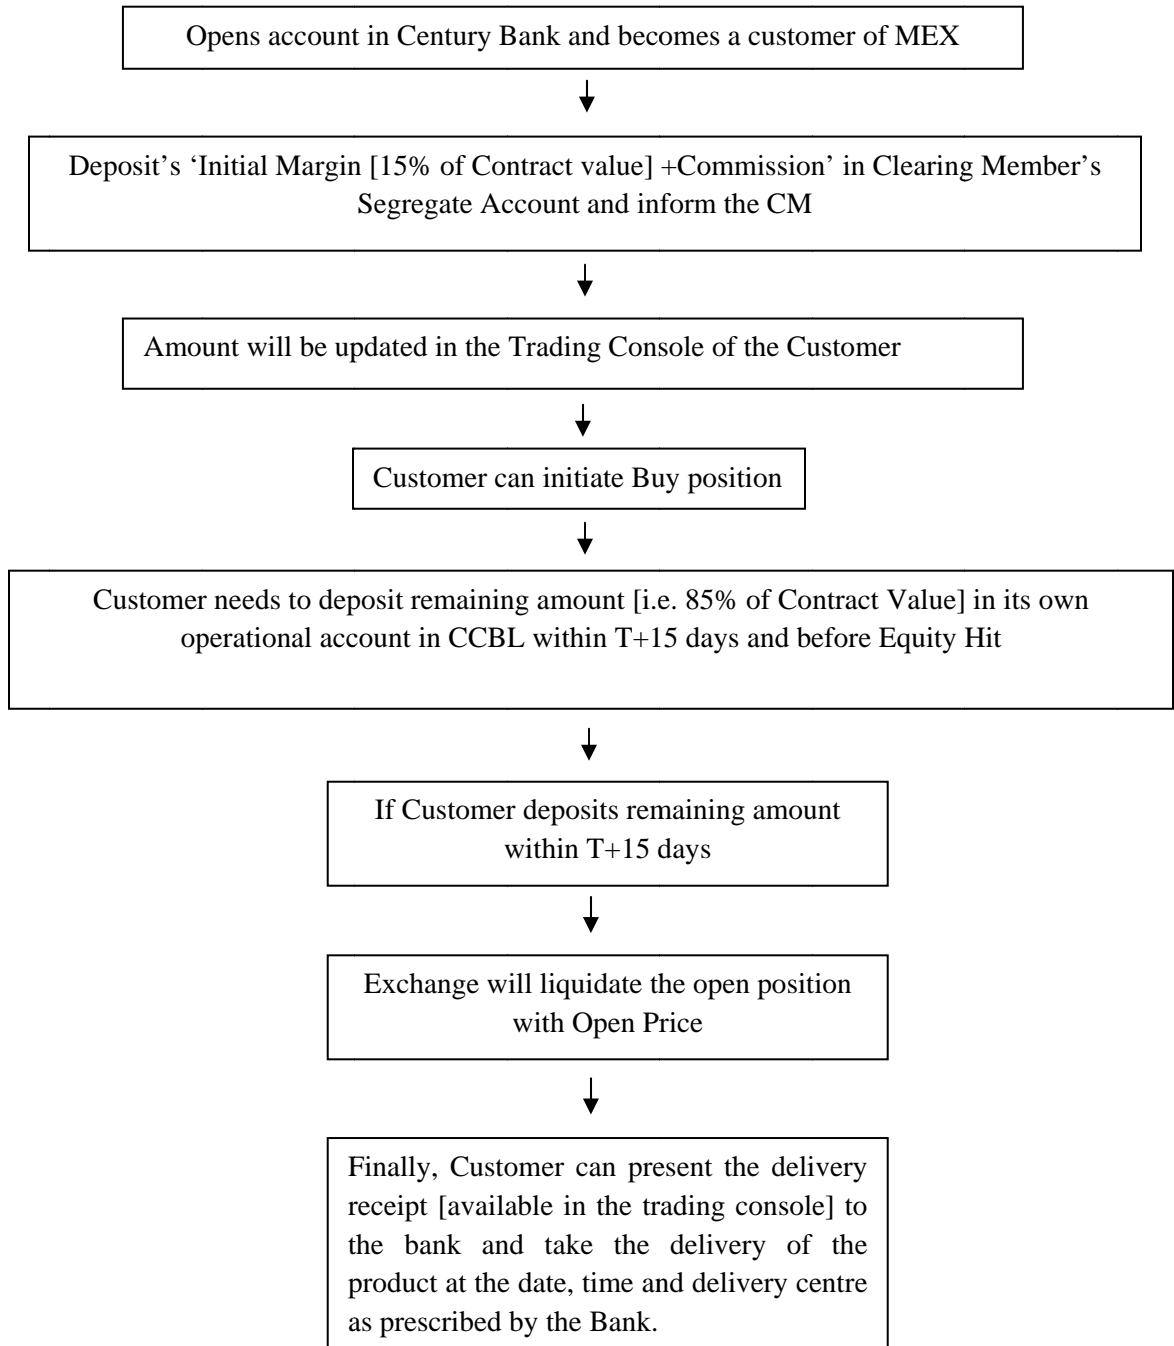 Opens account in Century Bank and becomes a customer of MEX
Deposit's ‘Initial Margin [15% of Contract value] +Commission’ in Clearing Member’s
Segregate Account and inform the CM
Amount will be updated in the Trading Console of the Customer
Customer can initiate Buy position
Customer needs to deposit remaining amount [i.e. 85% of Contract Value] in its own
operational account in CCBL within T+15 days and before Equity Hit
If Customer deposits remaining amount
within T+15 days
Exchange will liquidate the open position
with Open Price
Finally, Customer can present the delivery
receipt [available in the trading console] to
the bank and take the delivery of the
product at the date, time and delivery centre
as prescribed by the Bank.